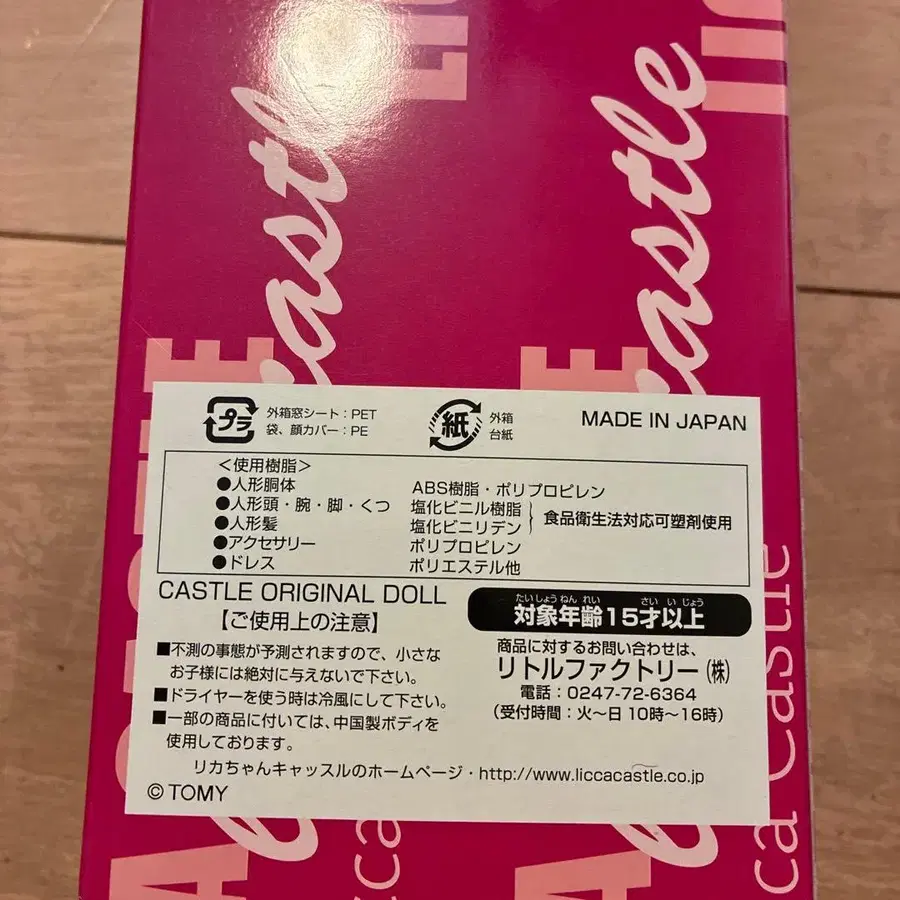 castle
castle
プラ
外箱窓シート：PET
袋、顔カバー：PE
紙
外箱
台紙
MADE IN JAPAN
＜使用樹脂＞
●人形胴体 ABS樹脂・ポリプロピレン
●人形頭・腕・脚・くつ 塩化ビニル樹脂
●人形髪 塩化ビニリデン
食品衛生法対応可塑剤使用
●アクセサリー ポリプロピレン
●ドレス ポリエステル他
CASTLE ORIGINAL DOLL
【ご使用上の注意】
■不測の事態が予測されますので、小さな
お子様には絶対に与えないで下さい。
■ドライヤーを使う時は冷風にして下さい。
■一部の商品に付いては、中国製ボディを
使用しております。
たいしょうねんれい さいいじょう
対象年齢15才以上
商品に対するお問い合わせは、
リトルファクトリー㈱
電話：0247-72-6364
（受付時間：火〜日 10時〜16時）
リカちゃんキャッスルのホームページ・http://www.liccacastle.co.jp
© TOMY
ca Castle